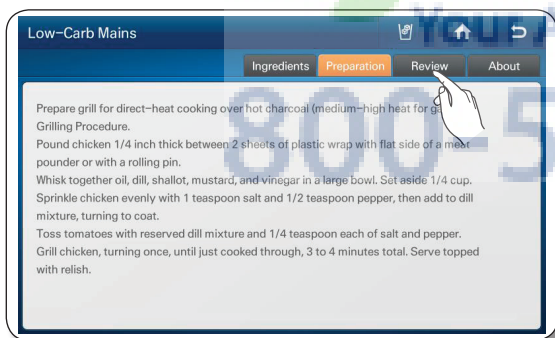 Low-Carb Mains
Ingredients Preparation Review About
Prepare grill for direct-heat cooking over hot charcoal (medium-high heat for
Grilling Procedure.
Pound chicken 1/4 inch thick between 2 sheets of plastic wrap with flat side of a meat
pounder or with a rolling pin.
Whisk together oil, dill, shallot, mustard, and vinegar in a large bowl. Set aside 1/4 cup.
Sprinkle chicken evenly with 1 teaspoon salt and 1/2 teaspoon pepper, then add to dill
mixture, turning to coat.
Toss tomatoes with reserved dill mixture and 1/4 teaspoon each of salt and pepper.
Grill chicken, turning once, until just cooked through, 3 to 4 minutes total. Serve topped
with relish.
800-5